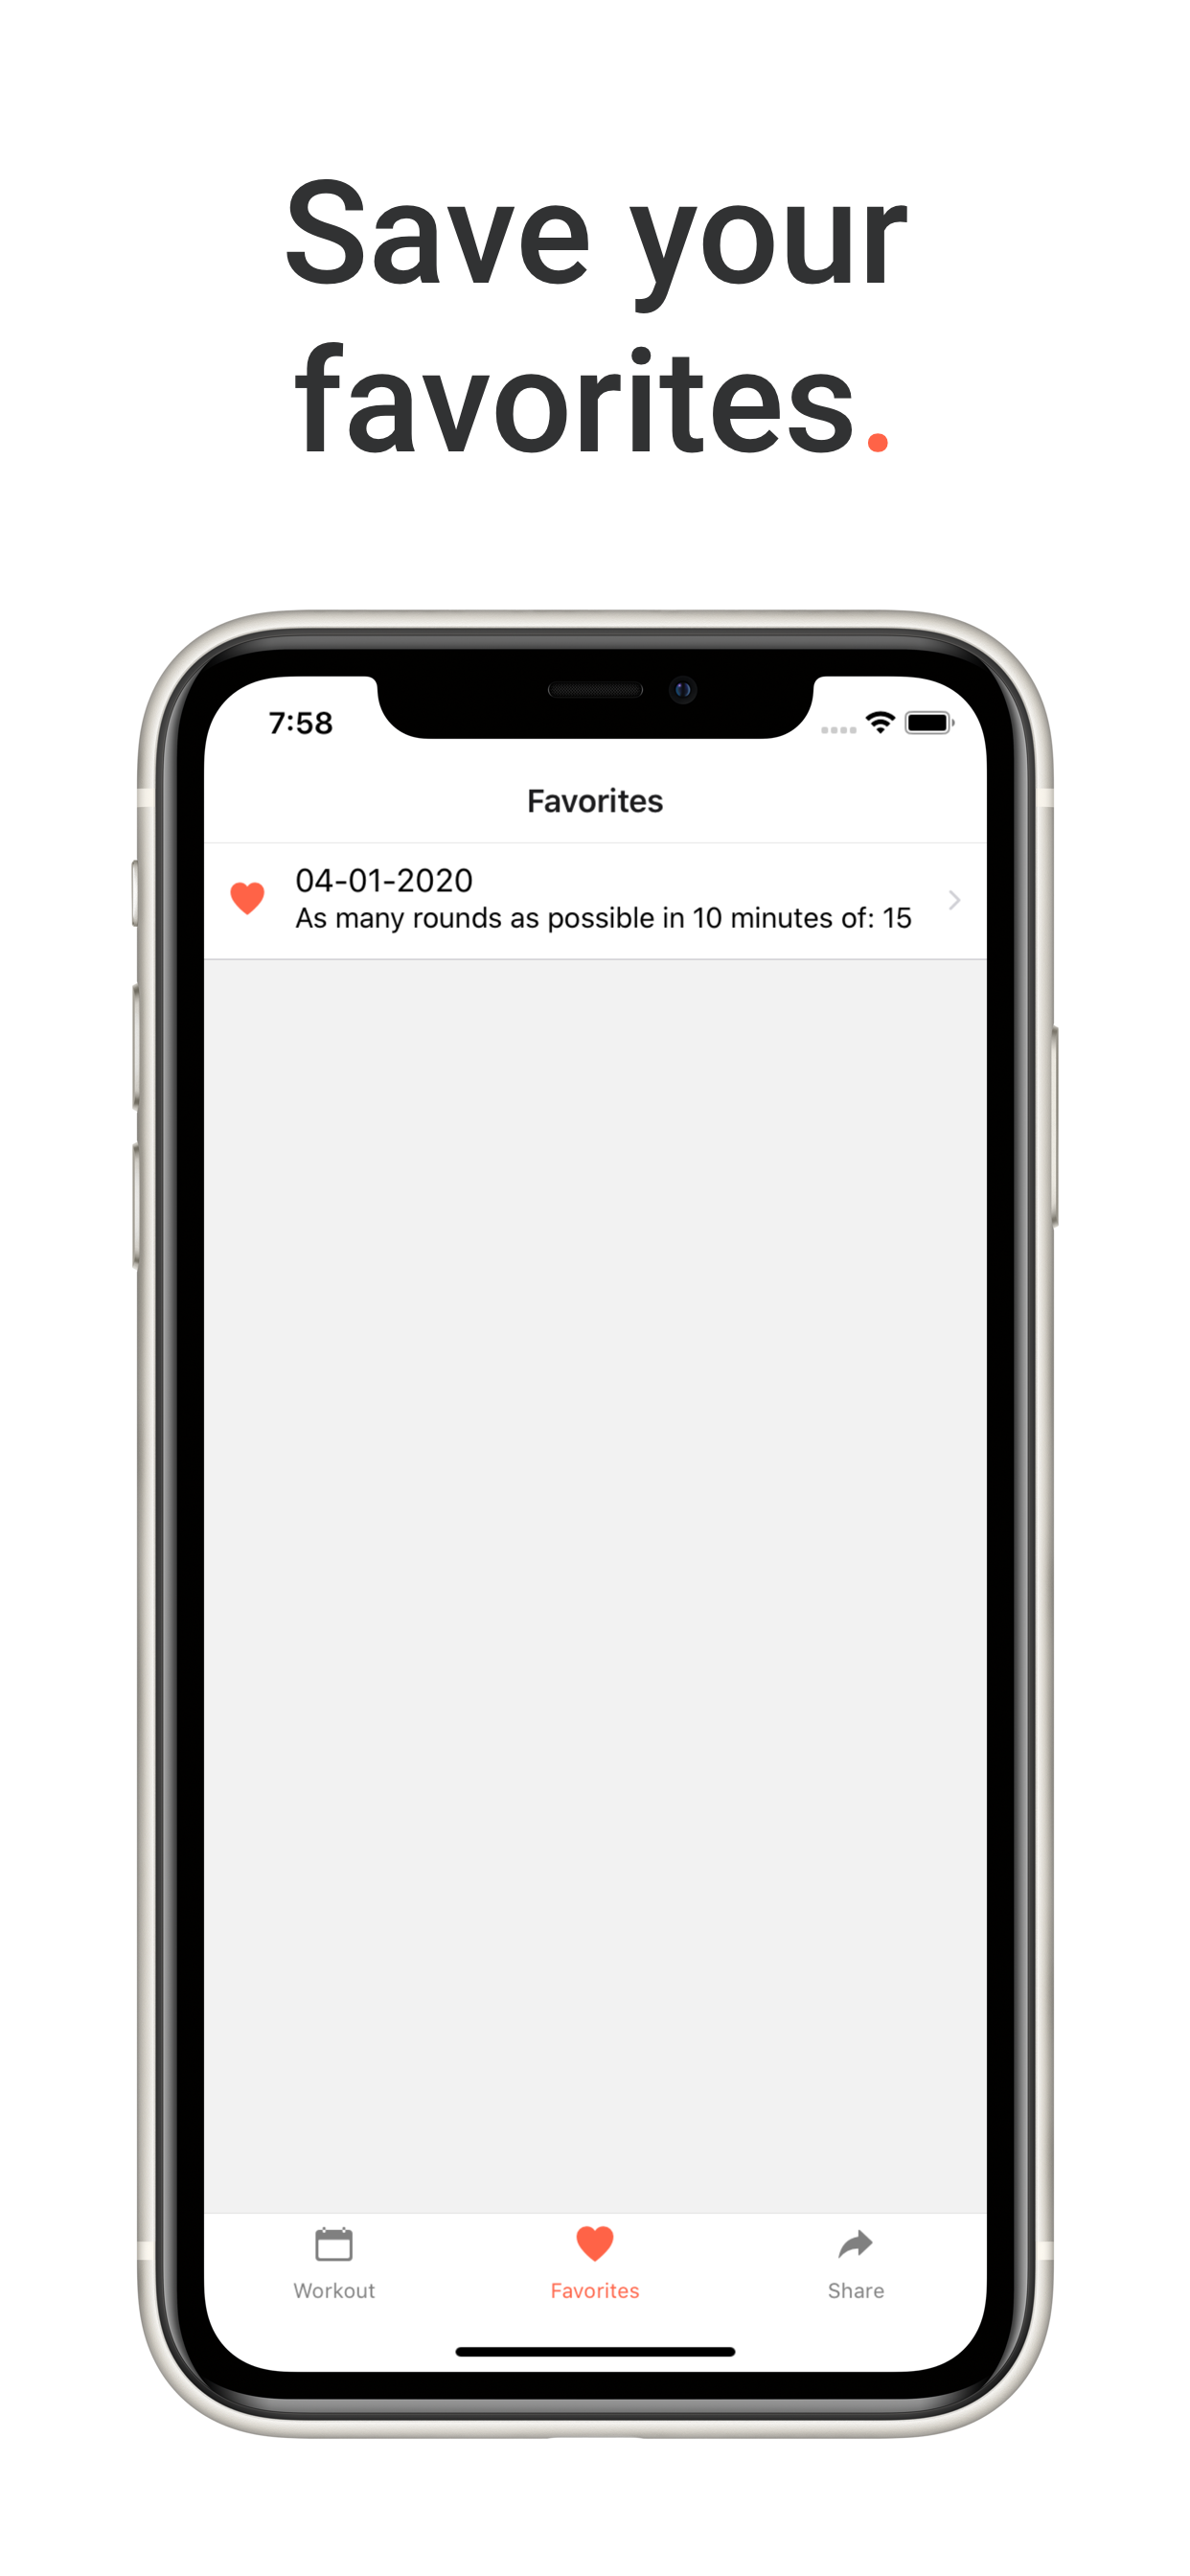 Save your
favorites.
7:58
Favorites
04-01-2020
As many rounds as possible in 10 minutes of: 15
Workout
Favorites
Share